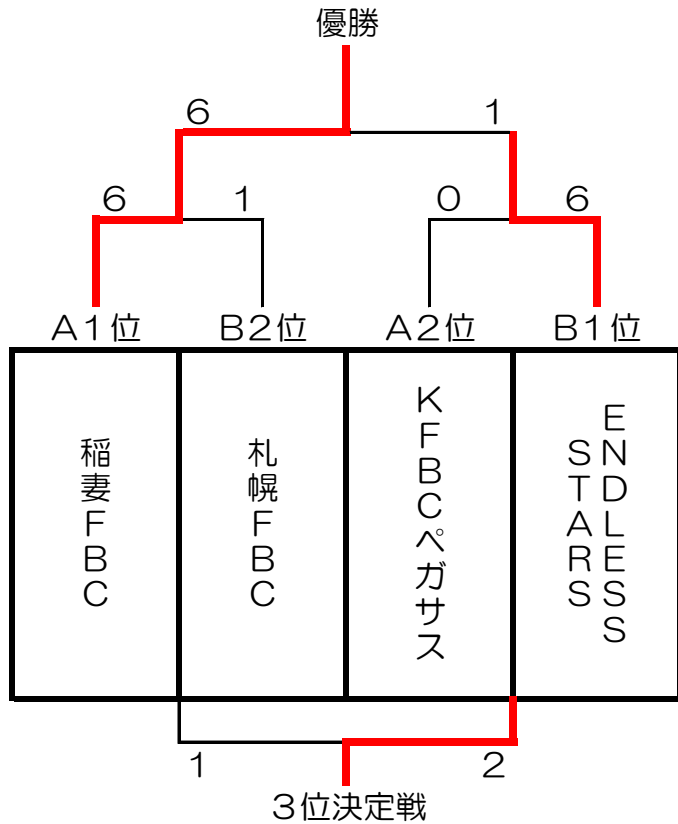 優勝
6 1
6 1 0 6
A1位 B2位 A2位 B1位
稲妻FBC
札幌FBC
KFBCペガサス
ENDLESS
STARS
1 2
3位決定戦